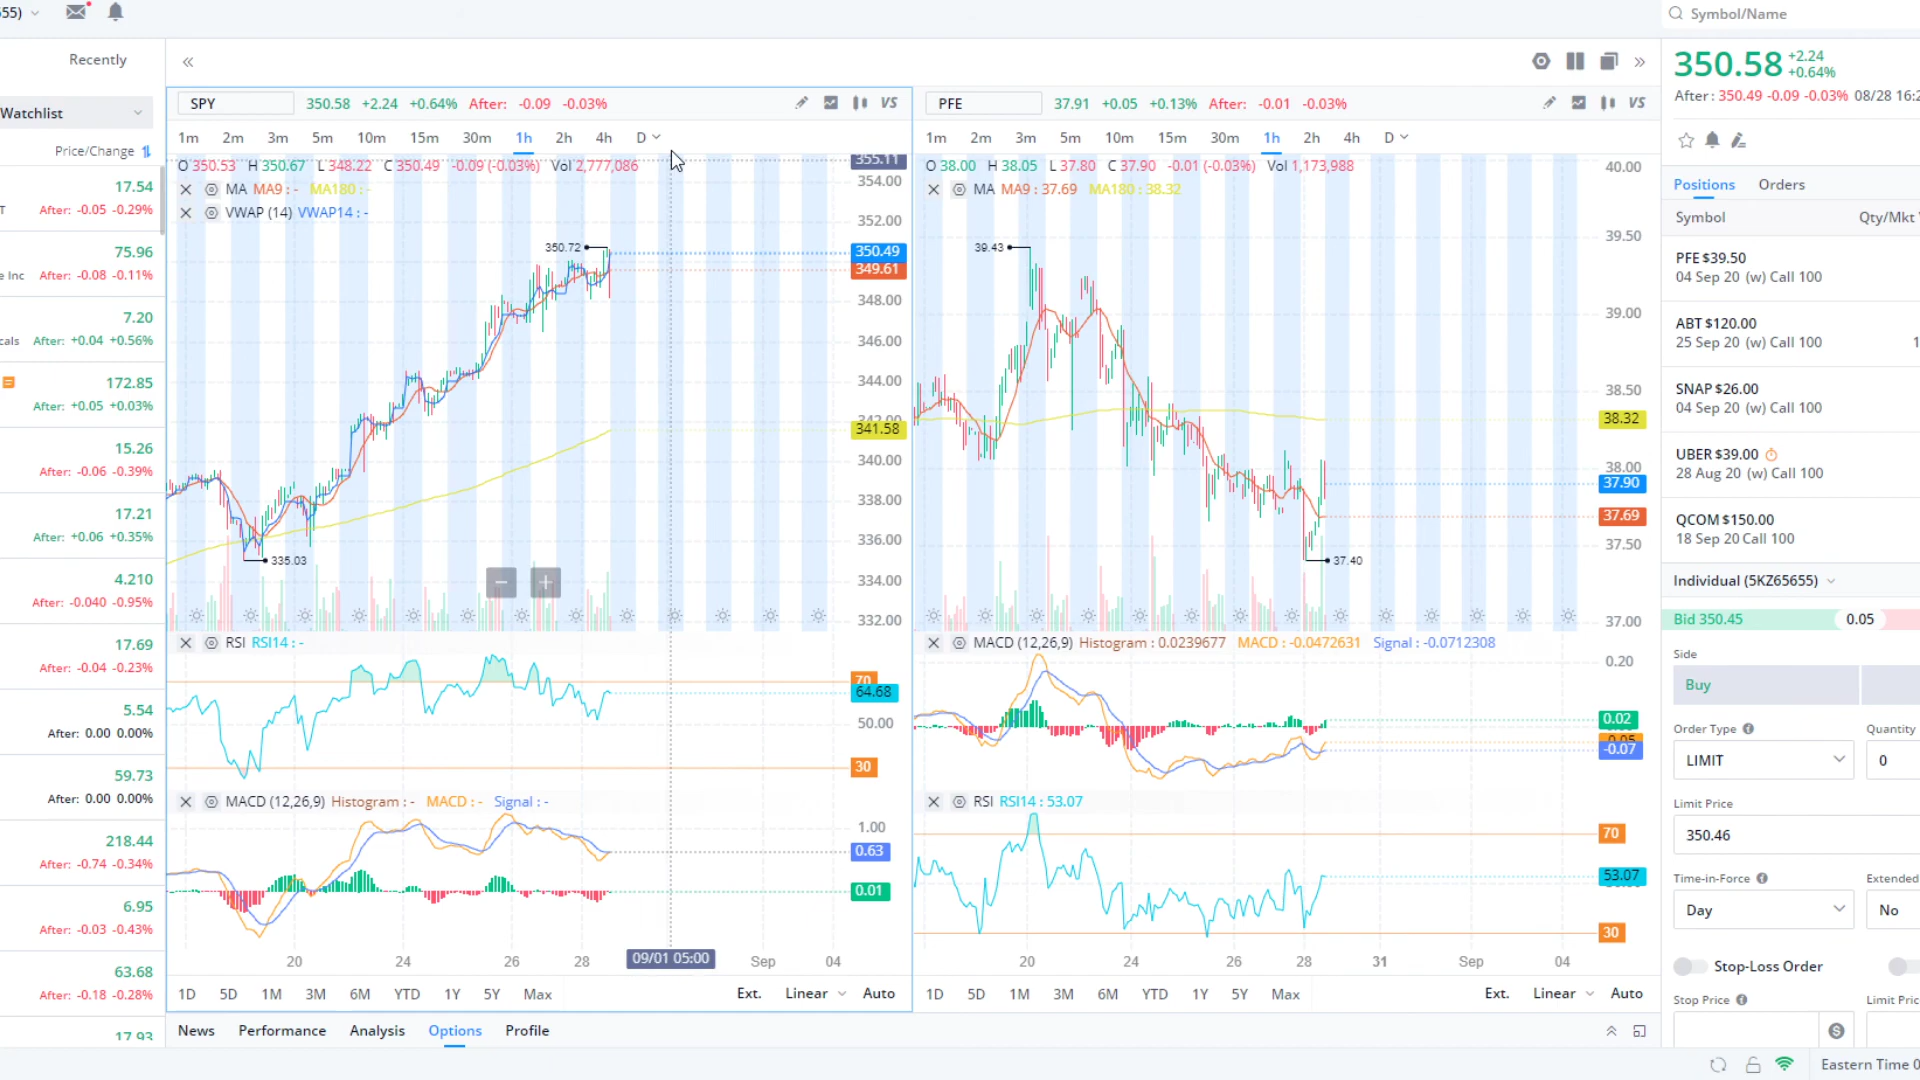 655)
Symbol/Name
Recently
Watchlist
Price/Change
17.54
T After: -0.05 -0.29%
75.96
e Inc After: -0.08 -0.11%
7.20
cals After: +0.04 +0.56%
172.85
After: +0.05 +0.03%
15.26
After: -0.06 -0.39%
17.21
After: +0.06 +0.35%
4.210
After: -0.040 -0.95%
17.69
After: -0.04 -0.23%
5.54
After: 0.00 0.00%
59.73
After: 0.00 0.00%
218.44
After: -0.74 -0.34%
6.95
After: -0.03 -0.43%
63.68
After: -0.18 -0.28%
17.93
SPY 350.58 +2.24 +0.64% After: -0.09 -0.03% VS
1m 2m 3m 5m 10m 15m 30m 1h 2h 4h D
O 350.53 H 350.67 L 348.22 C 350.49 -0.09 (-0.03%) Vol 2,777,086
MA MA9 : - MA180 : -
VWAP (14) VWAP14 : -
355.11
354.00
352.00
350.72
350.49
349.61
348.00
346.00
344.00
342.00
341.58
340.00
338.00
336.00
335.03
334.00
332.00
RSI RSI14 : -
70
64.68
50.00
30
MACD (12,26,9) Histogram : - MACD : - Signal : -
1.00
0.63
0.01
20 24 26 28 09/01 05:00 Sep 04
1D 5D 1M 3M 6M YTD 1Y 5Y Max Ext. Linear Auto
PFE 37.91 +0.05 +0.13% After: -0.01 -0.03% VS
1m 2m 3m 5m 10m 15m 30m 1h 2h 4h D
O 38.00 H 38.05 L 37.80 C 37.90 -0.01 (-0.03%) Vol 1,173,988
MA MA9 : 37.69 MA180 : 38.32
40.00
39.50
39.43
39.00
38.50
38.32
38.00
37.90
37.69
37.50
37.40
37.00
MACD (12,26,9) Histogram : 0.0239677 MACD : -0.0472631 Signal : -0.0712308
0.20
0.02
-0.05
-0.07
RSI RSI14 : 53.07
70
53.07
30
20 24 26 28 31 Sep 04
1D 5D 1M 3M 6M YTD 1Y 5Y Max Ext. Linear Auto
News Performance Analysis Options Profile
350.58 +2.24
+0.64%
After : 350.49 -0.09 -0.03% 08/28 16:2
Positions Orders
Symbol Qty/Mkt V
PFE $39.50
04 Sep 20 (w) Call 100
ABT $120.00
25 Sep 20 (w) Call 100 1
SNAP $26.00
04 Sep 20 (w) Call 100
UBER $39.00
28 Aug 20 (w) Call 100
QCOM $150.00
18 Sep 20 Call 100
Individual (5KZ65655)
Bid 350.45 0.05
Side
Buy
Order Type Quantity
LIMIT 0
Limit Price
350.46
Time-in-Force Extended
Day No
Stop-Loss Order
Stop Price Limit Pric
Eastern Time 0